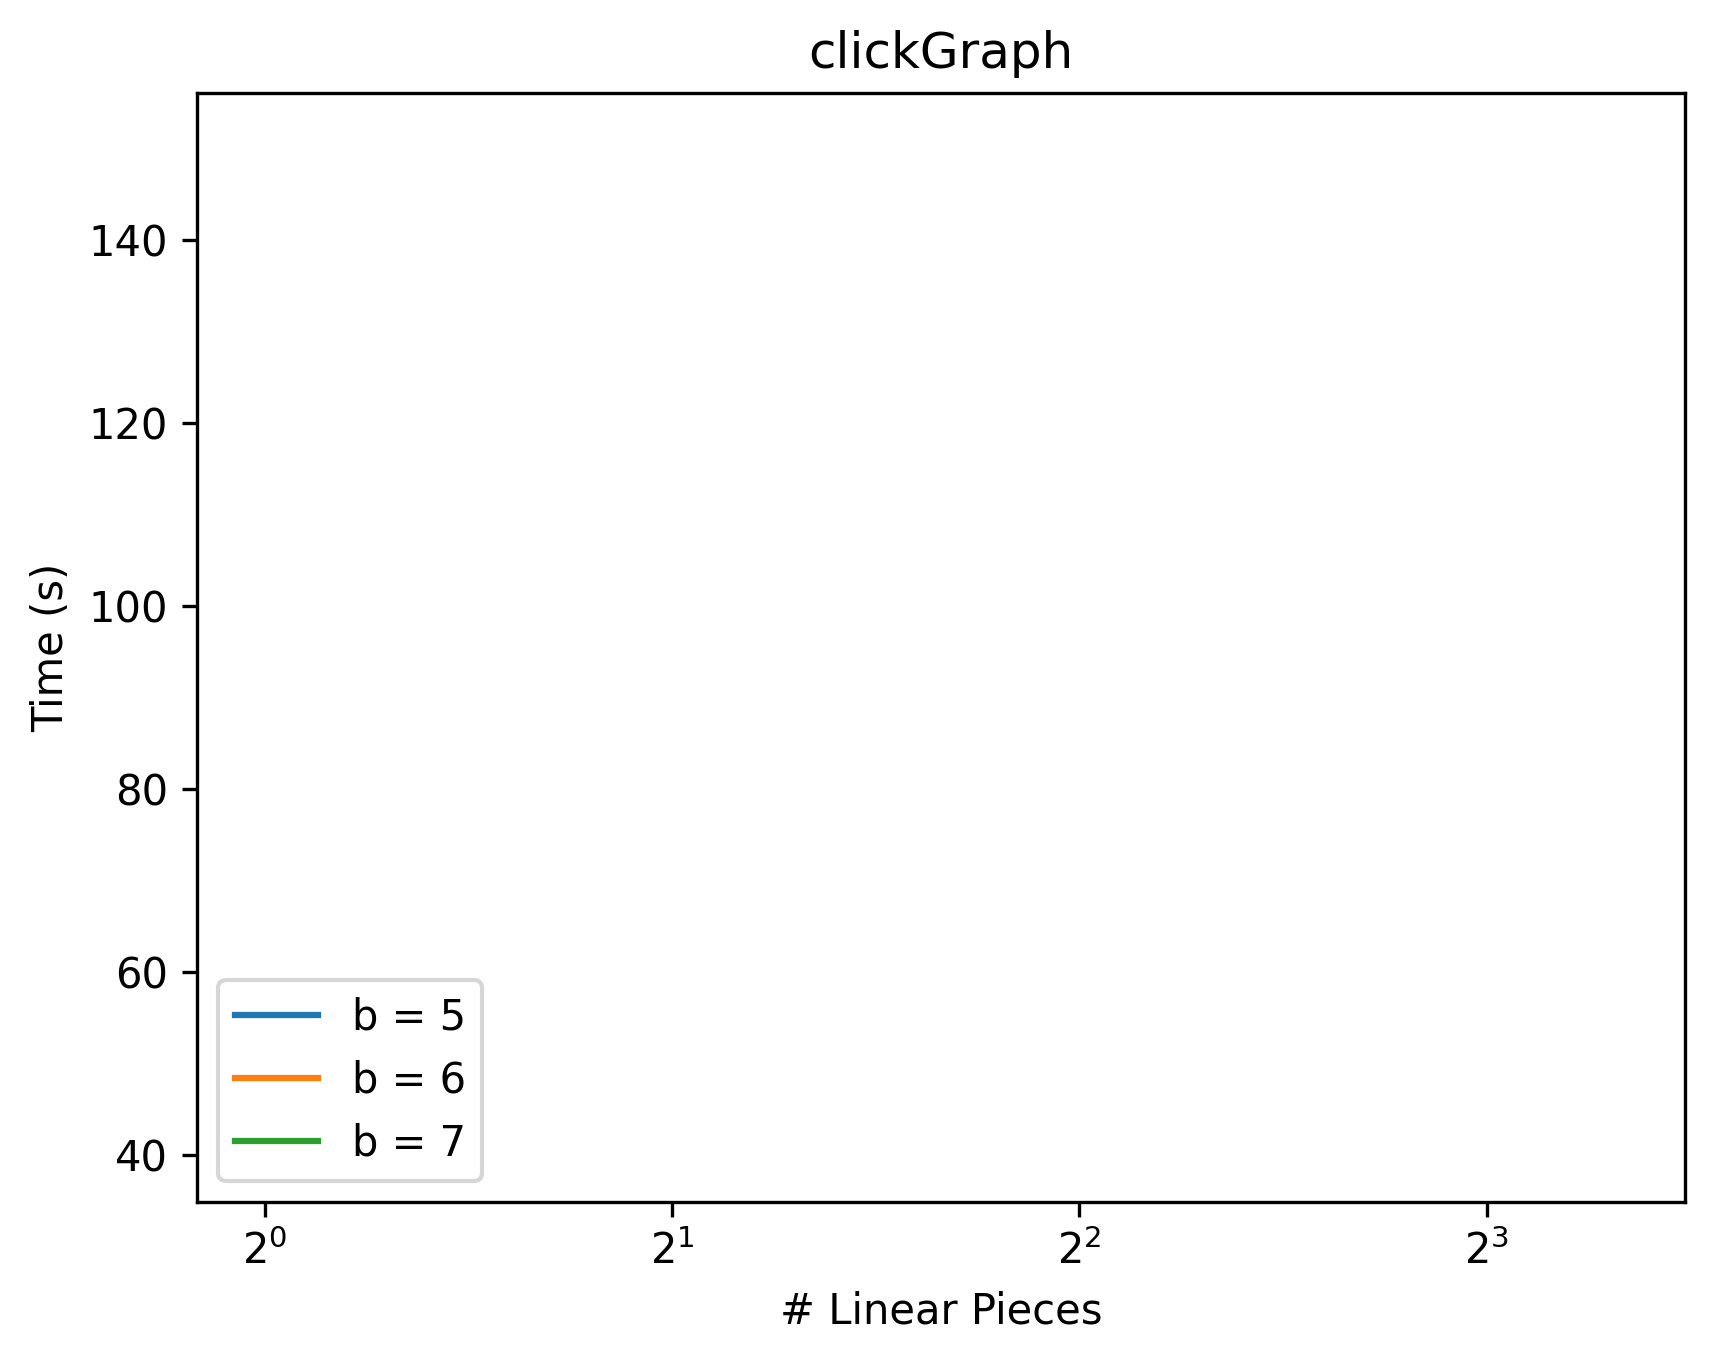 clickGraph
Time (s)
140
120
100
80
60
40
b = 5
b = 6
b = 7
2⁰ 2¹ 2² 2³
# Linear Pieces